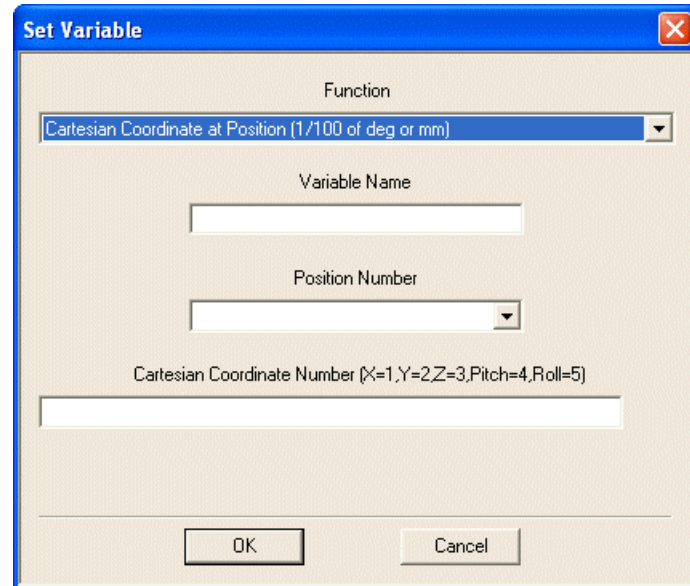 Set Variable
Function
Cartesian Coordinate at Position (1/100 of deg or mm)
Variable Name
Position Number
Cartesian Coordinate Number (X=1,Y=2,Z=3,Pitch=4,Roll=5)
OK Cancel